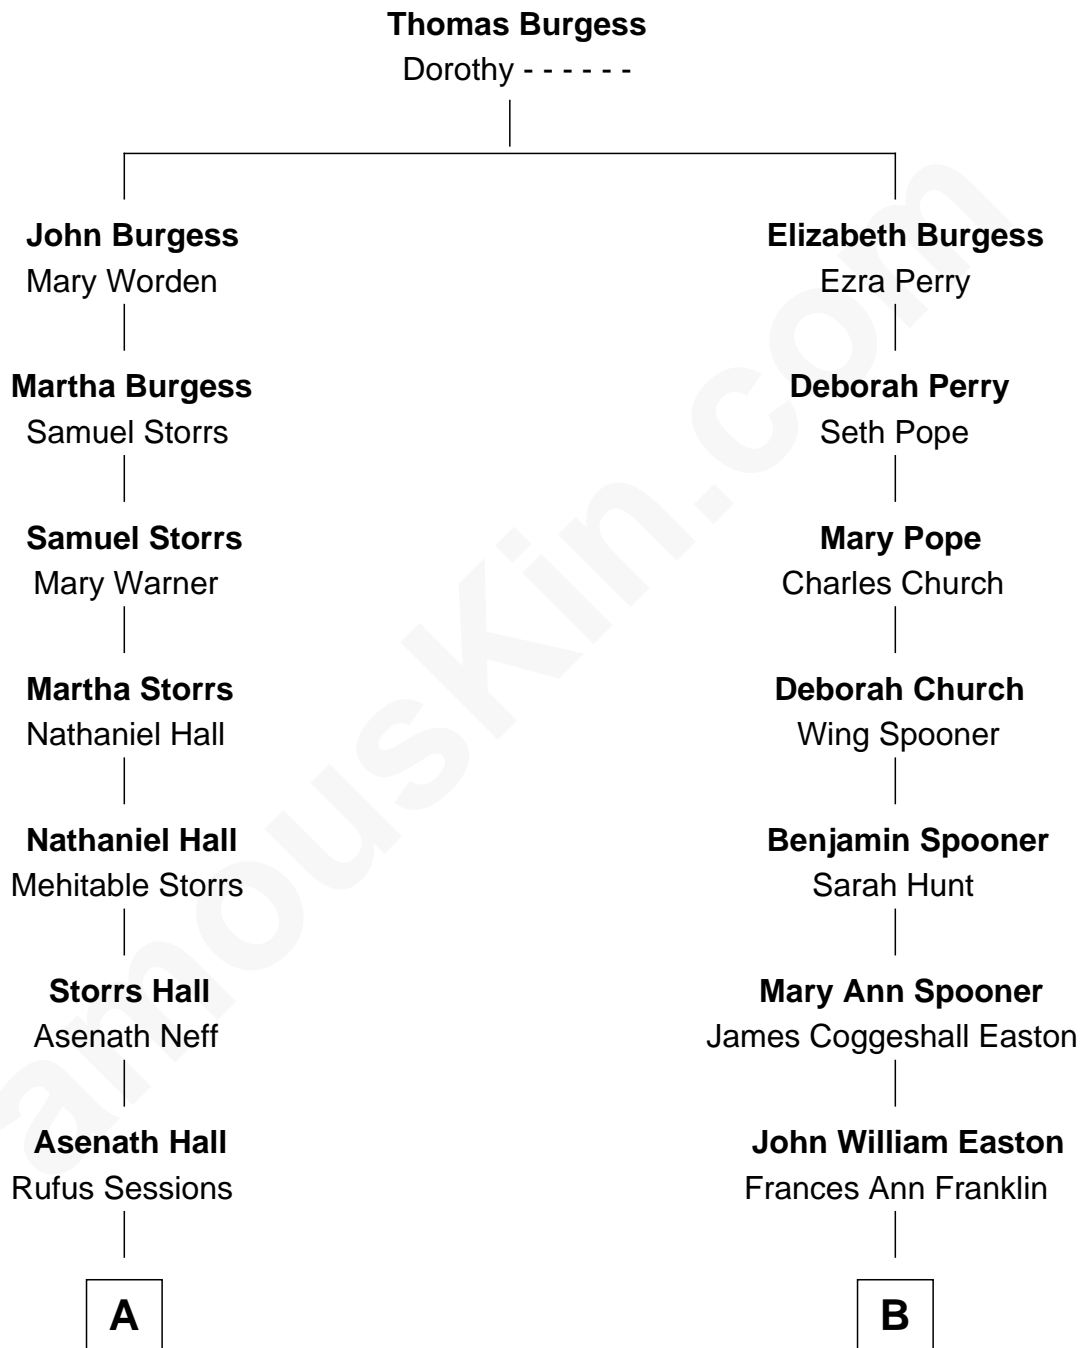 Thomas Burgess
Dorothy - - - - - -
John Burgess
Mary Worden
Elizabeth Burgess
Ezra Perry
Martha Burgess
Samuel Storrs
Deborah Perry
Seth Pope
Samuel Storrs
Mary Warner
Mary Pope
Charles Church
Martha Storrs
Nathaniel Hall
Deborah Church
Wing Spooner
Nathaniel Hall
Mehitable Storrs
Benjamin Spooner
Sarah Hunt
Storrs Hall
Asenath Neff
Mary Ann Spooner
James Coggeshall Easton
Asenath Hall
Rufus Sessions
John William Easton
Frances Ann Franklin
A
B
amousKin.com